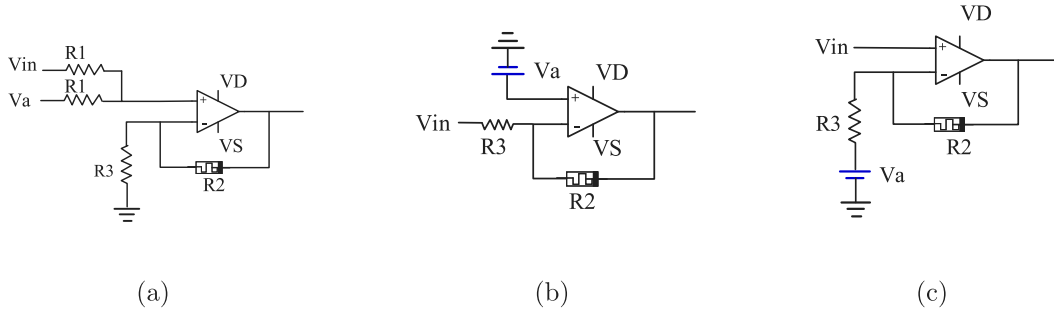 Vin
R1
Va
R1
+
-
VD
VS
R3
R2
(a)
Va
VD
+
-
Vin
R3
VS
R2
(b)
VD
Vin
+
-
VS
R3
R2
Va
(c)